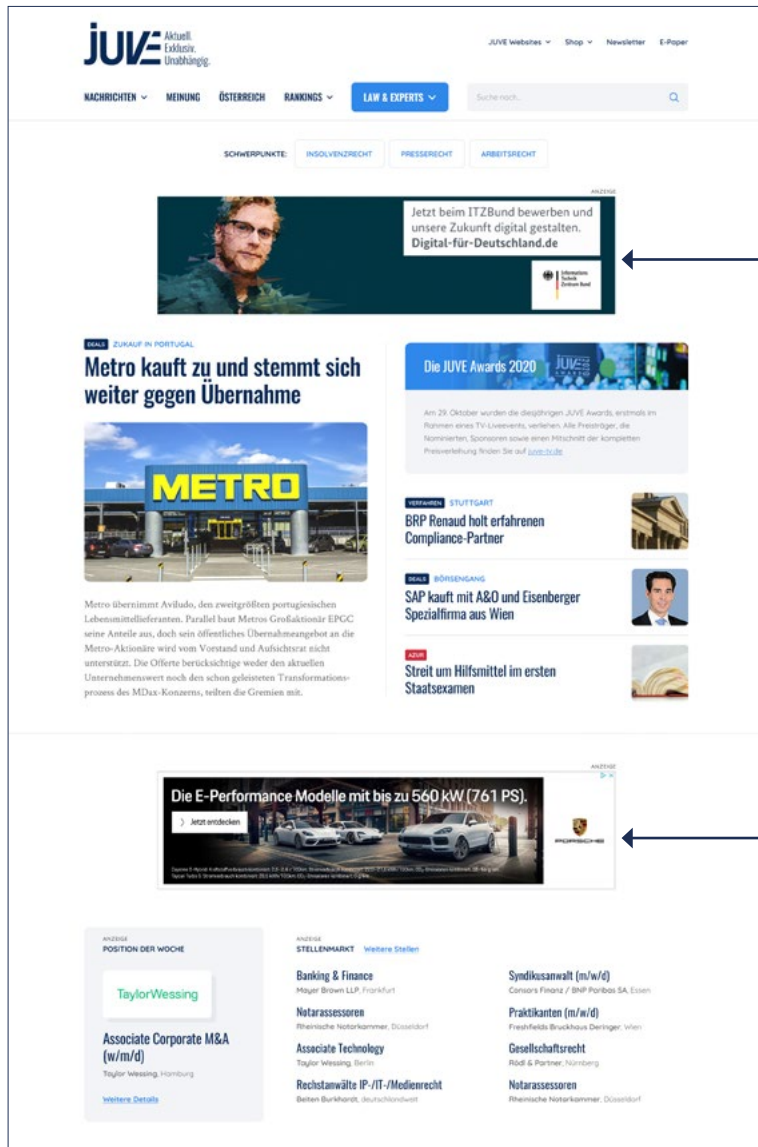 JUVE
Aktuell.
Exklusiv.
Unabhängig.
JUVE Websites
Shop
Newsletter
E-Paper
NACHRICHTEN
MEINUNG
ÖSTERREICH
RANKINGS
LAW & EXPERTS
Suche nach...
SCHWERPUNKTE:
INSOLVENZRECHT
PRESSERECHT
ARBEITSRECHT
ANZEIGE
Jetzt beim ITZBund bewerben und
unsere Zukunft digital gestalten.
Digital-für-Deutschland.de
Informations
Technik
Zentrum Bund
DEALS ZUKAUF IN PORTUGAL
Metro kauft zu und stemmt sich
weiter gegen Übernahme
METRO
Metro übernimmt Aviludo, den zweitgrößten portugiesischen
Lebensmittellieferanten. Parallel baut Metros Großaktionär EPGC
seine Anteile aus, doch sein öffentliches Übernahmeangebot an die
Metro-Aktionäre wird vom Vorstand und Aufsichtsrat nicht
unterstützt. Die Offerte berücksichtige weder den aktuellen
Unternehmenswert noch den schon geleisteten Transformations-
prozess des MDax-Konzerns, teilten die Gremien mit.
Die JUVE Awards 2020
JUVE
AWARDS
Am 29. Oktober wurden die diesjährigen JUVE Awards, erstmals im
Rahmen eines TV-Liveevents, verliehen. Alle Preisträger, die
Nominierten, Sponsoren sowie einen Mitschnitt der kompletten
Preisverleihung finden Sie auf juve-tv.de
VERFAHREN STUTTGART
BRP Renaud holt erfahrenen
Compliance-Partner
DEALS BÖRSENGANG
SAP kauft mit A&O und Eisenberger
Spezialfirma aus Wien
AZUR
Streit um Hilfsmittel im ersten
Staatsexamen
ANZEIGE
Die E-Performance Modelle mit bis zu 560 kW (761 PS).
Jetzt entdecken
PORSCHE
ANZEIGE
POSITION DER WOCHE
TaylorWessing
Associate Corporate M&A
(w/m/d)
Taylor Wessing, Hamburg
Weitere Details
ANZEIGE
STELLENMARKT Weitere Stellen
Banking & Finance
Mayer Brown LLP, Frankfurt
Notarassessoren
Rheinische Notarkammer, Düsseldorf
Associate Technology
Taylor Wessing, Berlin
Rechstanwälte IP-/IT-/Medienrecht
Beiten Burkhardt, deutschlandweit
Syndikusanwalt (m/w/d)
Consors Finanz / BNP Paribas SA, Essen
Praktikanten (m/w/d)
Freshfields Bruckhaus Deringer, Wien
Gesellschaftsrecht
Rödl & Partner, Nürnberg
Notarassessoren
Rheinische Notarkammer, Düsseldorf